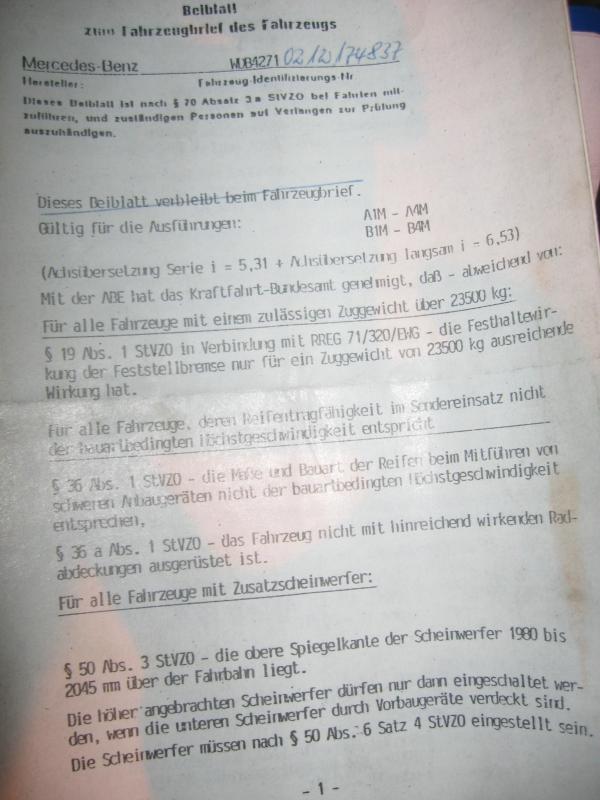 Beiblatt
zum Fahrzeugbrief des Fahrzeugs
Mercedes-Benz WDB4271 02 1W 174837
Hersteller: Fahrzeug-Identifizierungs-Nr
Dieses Beiblatt ist nach § 70 Absatz 3a StVZO bei Fahrten mit-
zuführen, und zuständigen Personen auf Verlangen zur Prüfung
auszuhändigen.
Dieses Beiblatt verbleibt beim Fahrzeugbrief.
Gültig für die Ausführungen: A1M - A4M
B1M - B4M
(Achsübersetzung Serie i = 5,31 + Achsübersetzung langsam i = 6,53)
Mit der ABE hat das Kraftfahrt-Bundesamt genehmigt, daß - abweichend von:
Für alle Fahrzeuge mit einem zulässigen Zuggewicht über 23500 kg:
§ 19 Abs. 1 StVZO in Verbindung mit RREG 71/320/EWG - die Festhaltewir-
kung der Feststellbremse nur für ein Zuggewicht von 23500 kg ausreichende
Wirkung hat.
Für alle Fahrzeuge, deren Reifentragfähigkeit im Sondereinsatz nicht
der bauartbedingten Höchstgeschwindigkeit entspricht
§ 36 Abs. 1 StVZO - die Maße und Bauart der Reifen beim Mitführen von
schweren Anbaugeräten nicht der bauartbedingten Höchstgeschwindigkeit
entsprechen,
§ 36 a Abs. 1 StVZO - das Fahrzeug nicht mit hinreichend wirkenden Rad-
abdeckungen ausgerüstet ist.
Für alle Fahrzeuge mit Zusatzscheinwerfer:
§ 50 Abs. 3 StVZO - die obere Spiegelkante der Scheinwerfer 1980 bis
2045 mm über der Fahrbahn liegt.
Die höher angebrachten Scheinwerfer dürfen nur dann eingeschaltet wer-
den, wenn die unteren Scheinwerfer durch Vorbaugeräte verdeckt sind.
Die Scheinwerfer müssen nach § 50 Abs. 6 Satz 4 StVZO eingestellt sein.
- 1 -